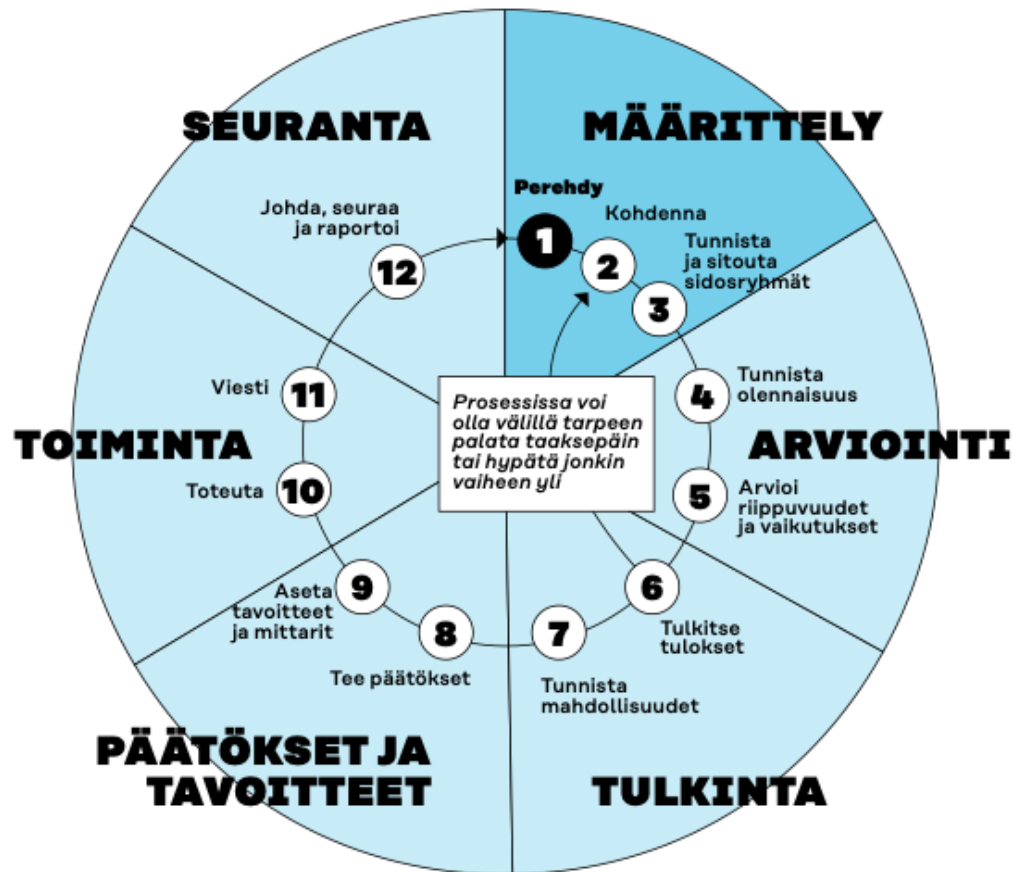 SEURANTA
MÄÄRITTELY
Perehdy
1
Kohdenna
2
Tunnista
ja sitouta
sidosryhmät
3
Tunnista
olennaisuus
4
ARVIOINTI
Arvioi
riippuvuudet
ja vaikutukset
5
Tulkitse
tulokset
6
Tunnista
mahdollisuudet
7
TULKINTA
Tee päätökset
8
Aseta
tavoitteet
ja mittarit
9
PÄÄTÖKSET JA
TAVOITTEET
Toteuta
10
TOIMINTA
Viesti
11
Johda, seuraa
ja raportoi
12
Prosessissa voi
olla välillä tarpeen
palata taaksepäin
tai hypätä jonkin
vaiheen yli